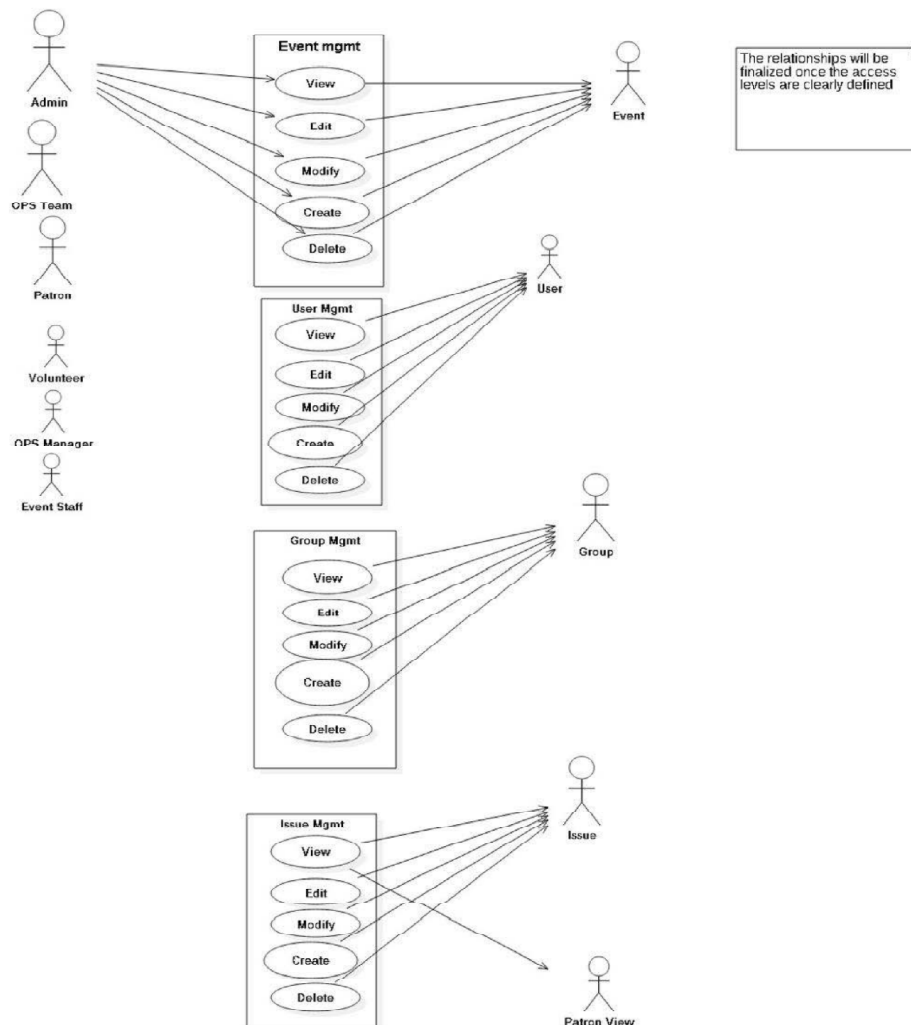 Admin
OPS Team
Patron
Volunteer
OPS Manager
Event Staff
Event mgmt
View
Edit
Modify
Create
Delete
User Mgmt
View
Edit
Modify
Create
Delete
Group Mgmt
View
Edit
Modify
Create
Delete
Issue Mgmt
View
Edit
Modify
Create
Delete
Event
User
Group
Issue
Patron View
The relationships will be
finalized once the access
levels are clearly defined